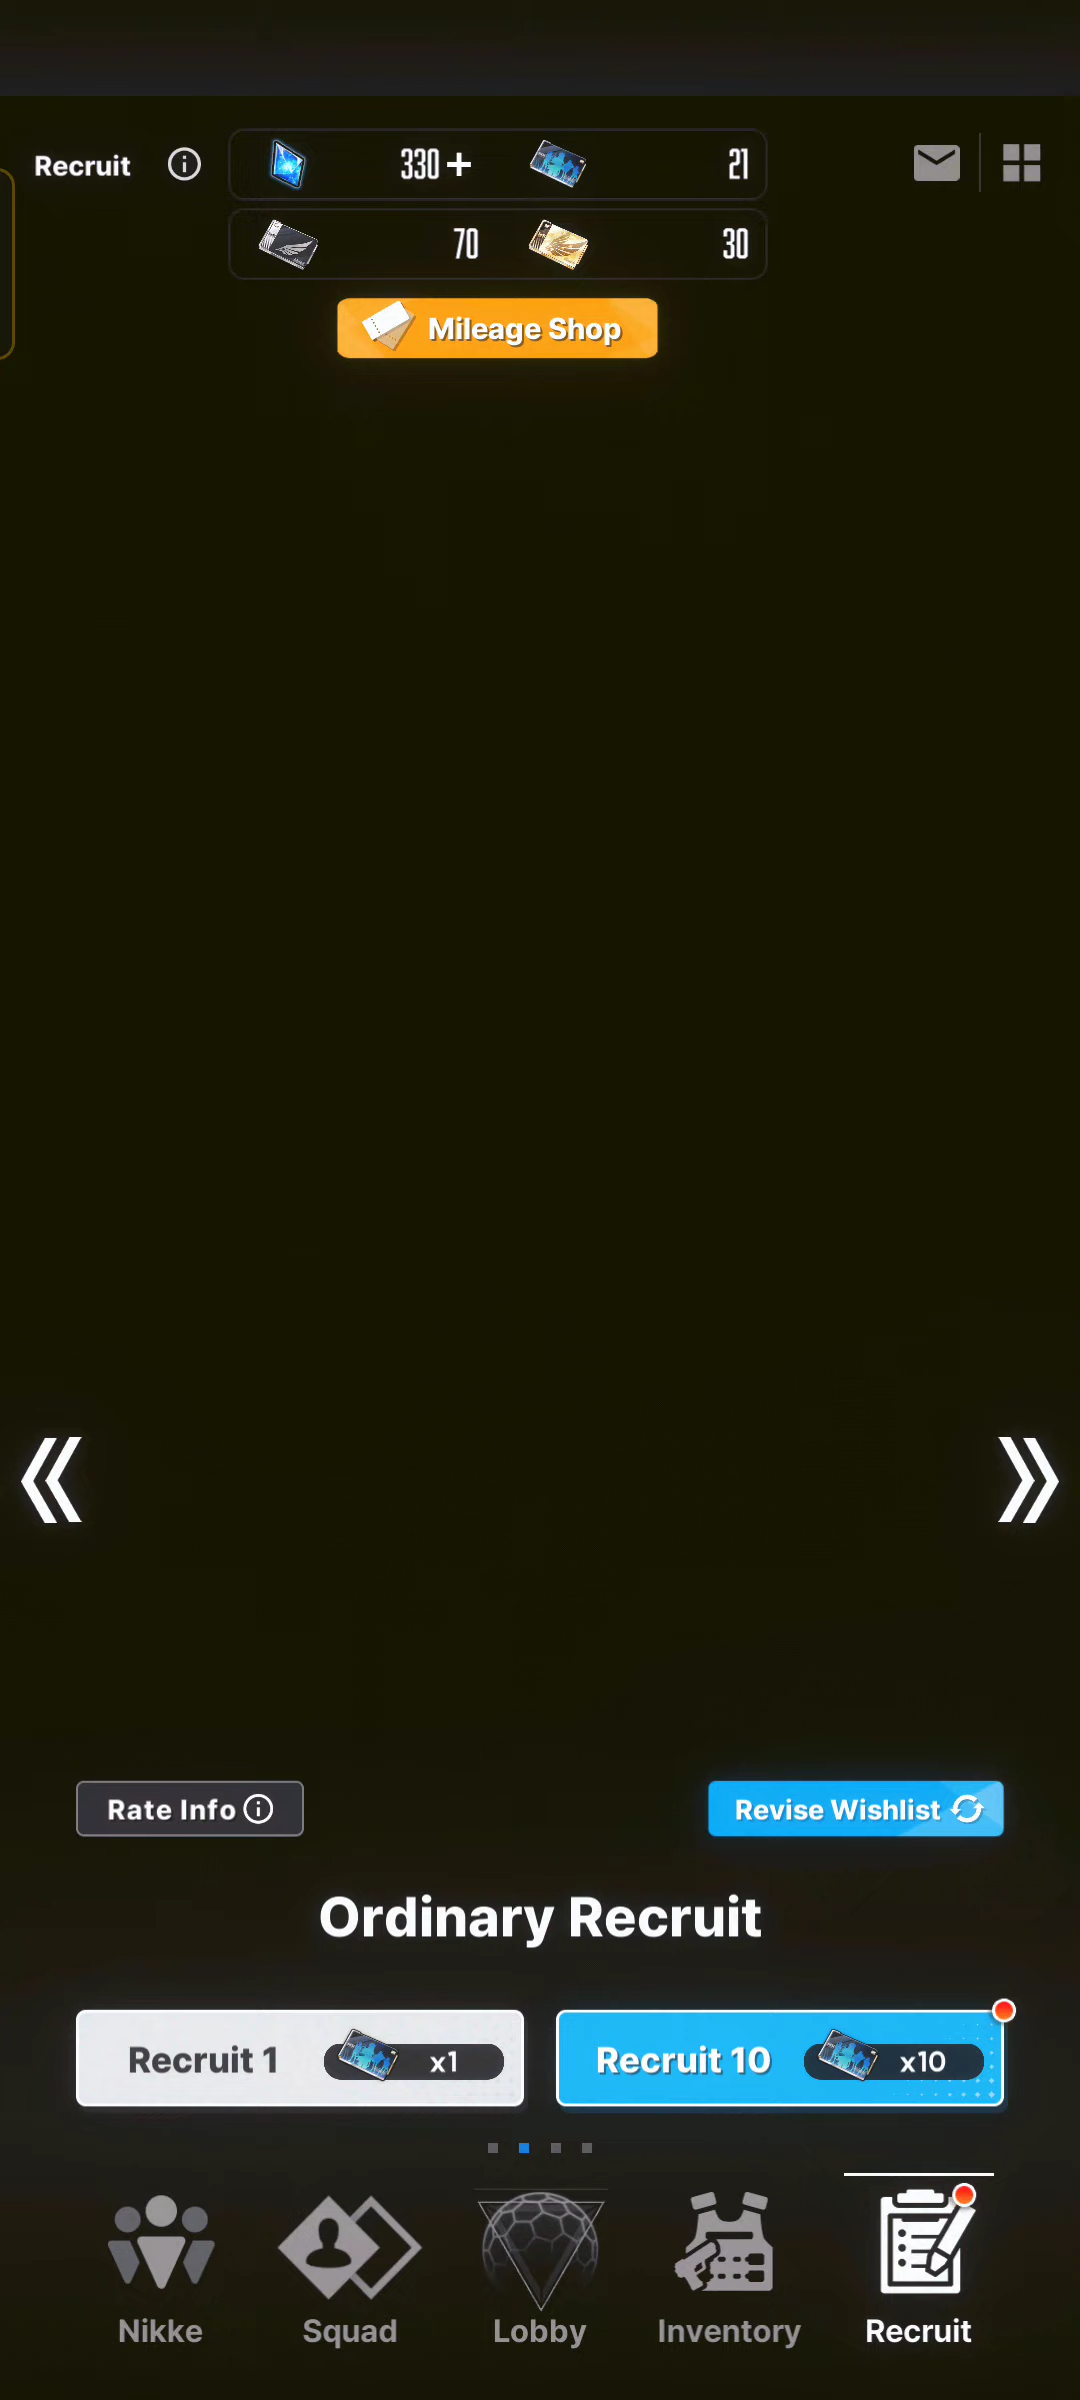 Recruit
330
21
70
30
Mileage Shop
Rate Info
Revise Wishlist
Ordinary Recruit
Recruit 1 x1
Recruit 10 x10
Nikke
Squad
Lobby
Inventory
Recruit